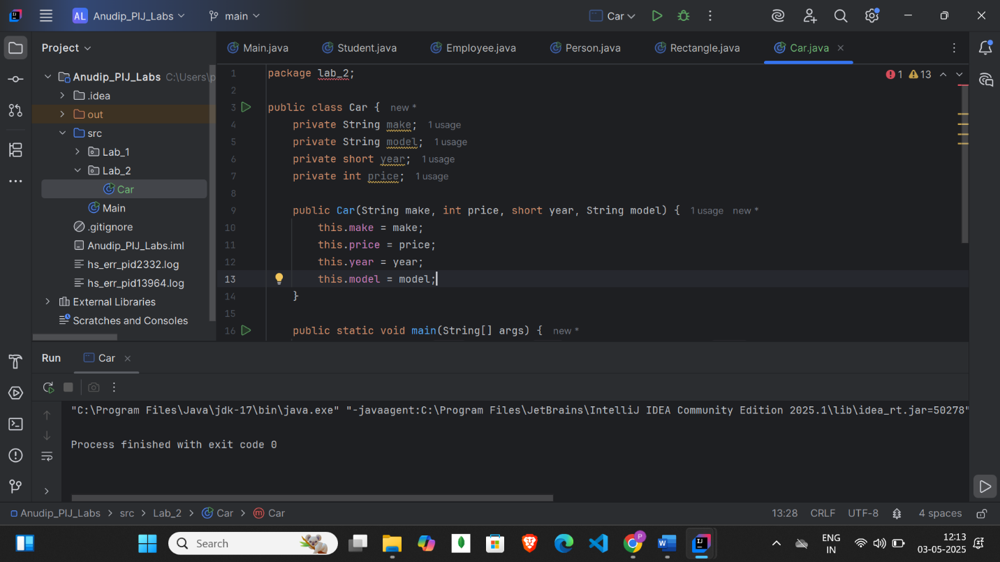 AL Anudip_PIJ_Labs main Car
Project
Main.java Student.java Employee.java Person.java Rectangle.java Car.java
Anudip_PIJ_Labs C:\Users\p
.idea
out
src
Lab_1
Lab_2
Car
Main
.gitignore
Anudip_PIJ_Labs.iml
hs_err_pid2332.log
hs_err_pid13964.log
External Libraries
Scratches and Consoles
1 13
1 package lab_2;
2
3 public class Car { new *
4 private String make; 1 usage
5 private String model; 1 usage
6 private short year; 1 usage
7 private int price; 1 usage
8
9 public Car(String make, int price, short year, String model) { 1 usage new *
10 this.make = make;
11 this.price = price;
12 this.year = year;
13 this.model = model;
14 }
15
16 public static void main(String[] args) { new *
Run Car
"C:\Program Files\Java\jdk-17\bin\java.exe" "-javaagent:C:\Program Files\JetBrains\IntelliJ IDEA Community Edition 2025.1\lib\idea_rt.jar=50278"
Process finished with exit code 0
Anudip_PIJ_Labs > src > Lab_2 > Car > m Car 13:28 CRLF UTF-8 4 spaces
Search
ENG
IN
12:13
03-05-2025